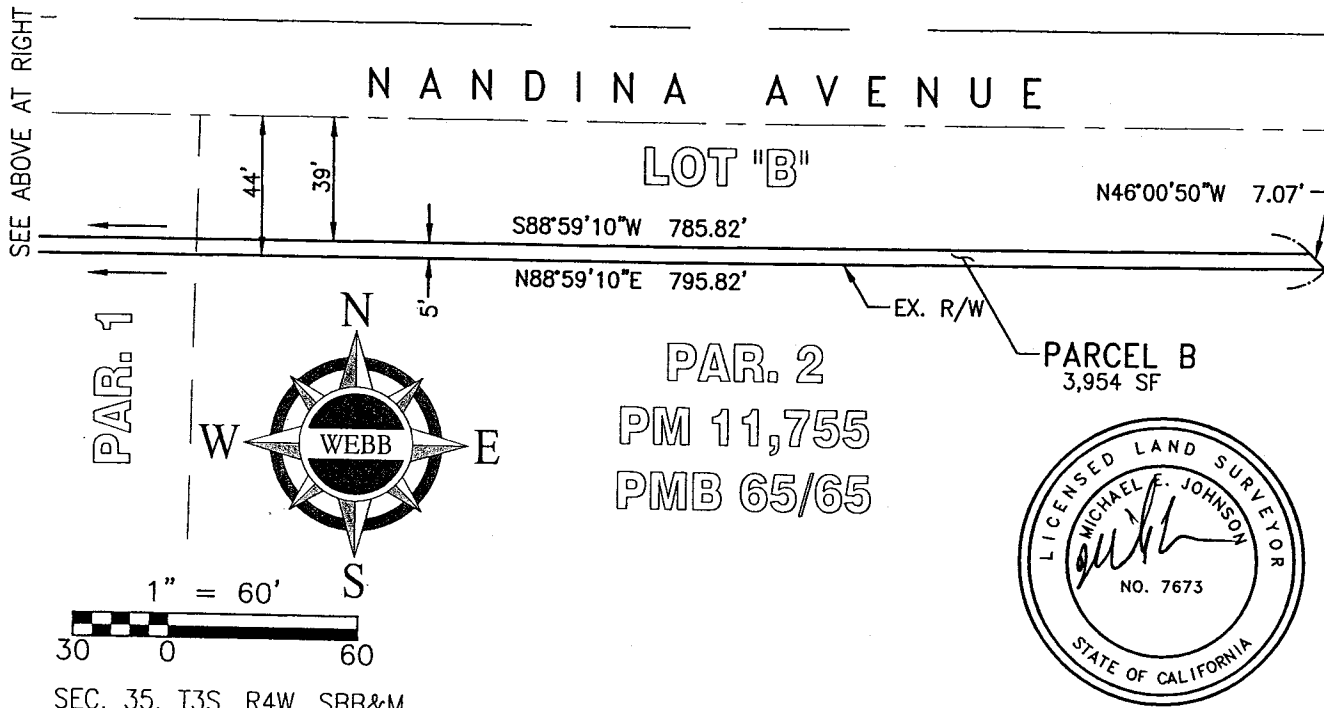 SEE ABOVE AT RIGHT
NANDINA AVENUE
44'
39'
LOT "B"
N46°00'50"W 7.07'
S88°59'10"W 785.82'
N88°59'10"E 795.82'
5'
EX. R/W
PARCEL B
3,954 SF
PAR. 1
PAR. 2
PM 11,755
PMB 65/65
N
W
WEBB
E
S
LICENSED LAND SURVEYOR
MICHAEL E. JOHNSON
NO. 7673
STATE OF CALIFORNIA
1" = 60'
30 0 60
SEC. 35, T3S, R4W, SBB&M